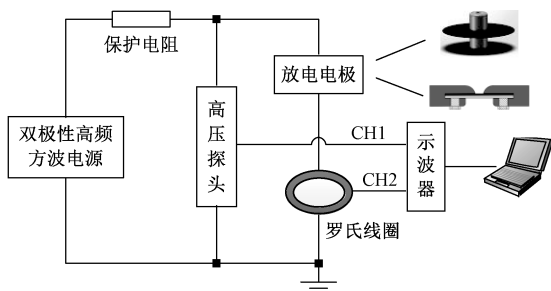 保护电阻
放电电极
双极性高频
方波电源
高压探头
CH1
示波器
CH2
罗氏线圈